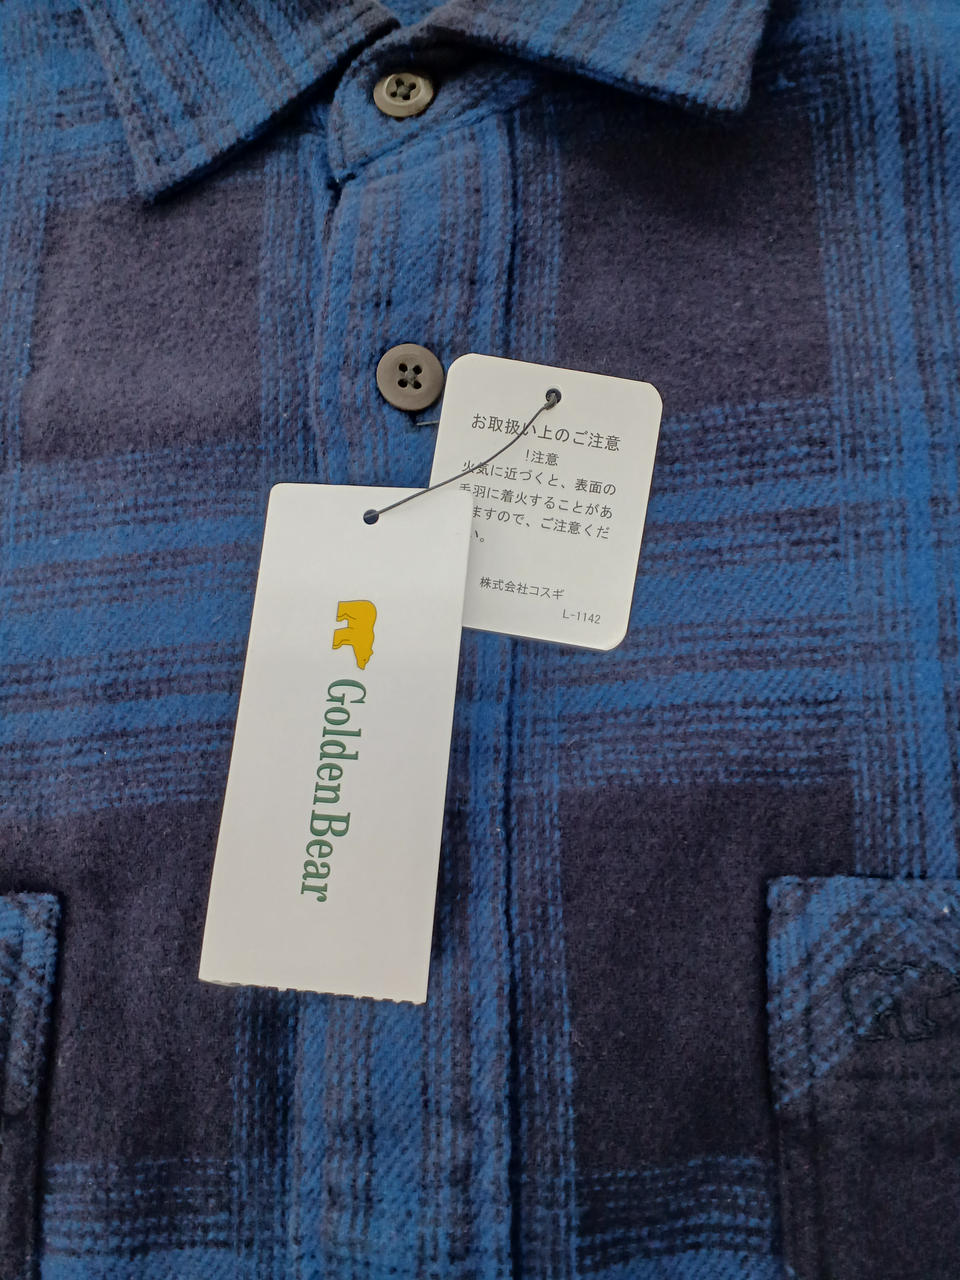 お取扱い上のご注意
!注意
火気に近づくと、表面の
毛羽に着火することがあ
ますので、ご注意くだ
い。
株式会社コスギ
L-1142
Golden Bear